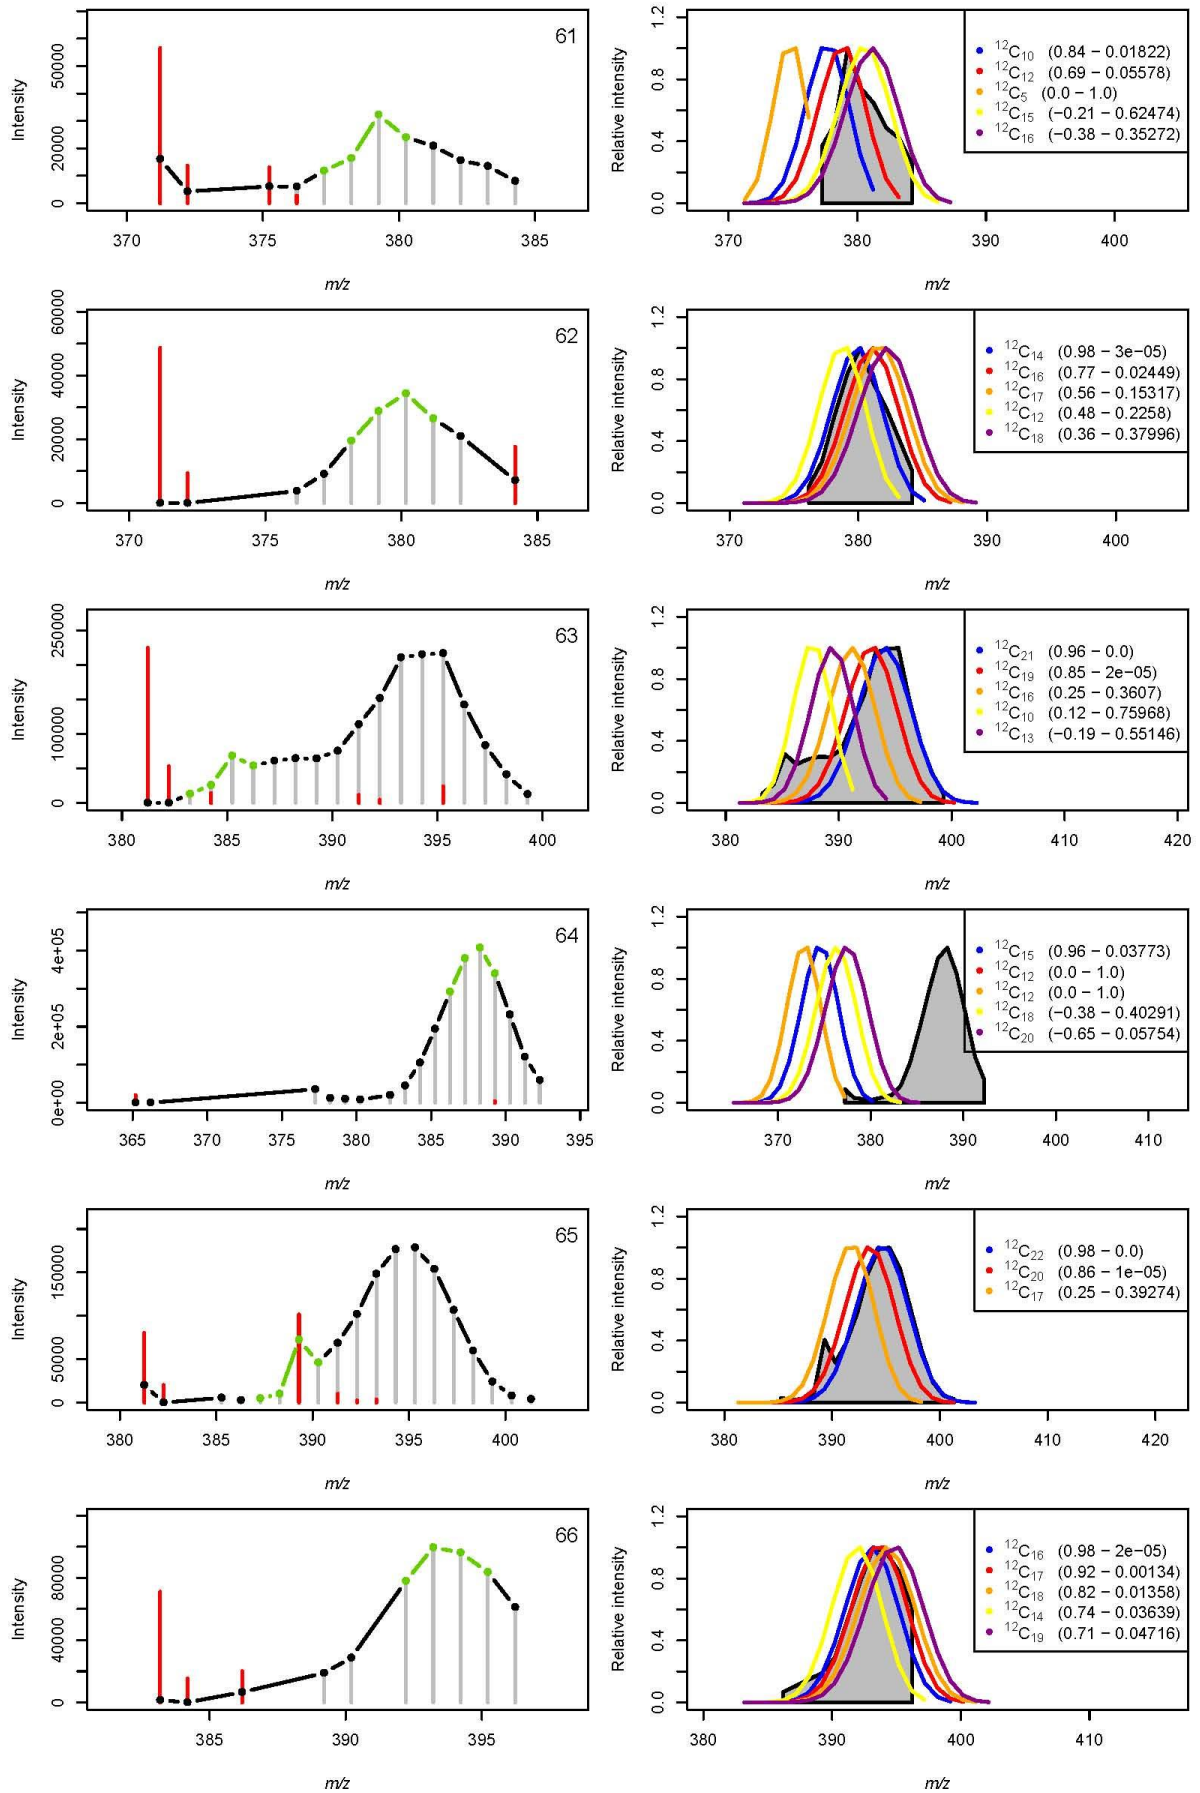 Intensity
0
20000
50000
61
370
375
380
385
m/z
Relative intensity
0.0
0.4
0.8
1.2
12C10 (0.84 − 0.01822)
12C12 (0.69 − 0.05578)
12C5 (0.0 − 1.0)
12C15 (−0.21 − 0.62474)
12C16 (−0.38 − 0.35272)
370
380
390
400
m/z
Intensity
0
20000
40000
60000
62
370
375
380
385
m/z
Relative intensity
0.0
0.4
0.8
1.2
12C14 (0.98 − 3e−05)
12C16 (0.77 − 0.02449)
12C17 (0.56 − 0.15317)
12C12 (0.48 − 0.2258)
12C18 (0.36 − 0.37996)
370
380
390
400
m/z
Intensity
0
100000
250000
63
380
385
390
395
400
m/z
Relative intensity
0.0
0.4
0.8
1.2
12C21 (0.96 − 0.0)
12C19 (0.85 − 2e−05)
12C16 (0.25 − 0.3607)
12C10 (0.12 − 0.75968)
12C13 (−0.19 − 0.55146)
380
390
400
410
420
m/z
Intensity
0e+00
2e+05
4e+05
64
365
370
375
380
385
390
395
m/z
Relative intensity
0.0
0.4
0.8
1.2
12C15 (0.96 − 0.03773)
12C12 (0.0 − 1.0)
12C12 (0.0 − 1.0)
12C18 (−0.38 − 0.40291)
12C20 (−0.65 − 0.05754)
370
380
390
400
410
m/z
Intensity
0
50000
150000
65
380
385
390
395
400
m/z
Relative intensity
0.0
0.4
0.8
1.2
12C22 (0.98 − 0.0)
12C20 (0.86 − 1e−05)
12C17 (0.25 − 0.39274)
380
390
400
410
420
m/z
Intensity
0
40000
80000
66
385
390
395
m/z
Relative intensity
0.0
0.4
0.8
1.2
12C16 (0.98 − 2e−05)
12C17 (0.92 − 0.00134)
12C18 (0.82 − 0.01358)
12C14 (0.74 − 0.03639)
12C19 (0.71 − 0.04716)
380
390
400
410
m/z